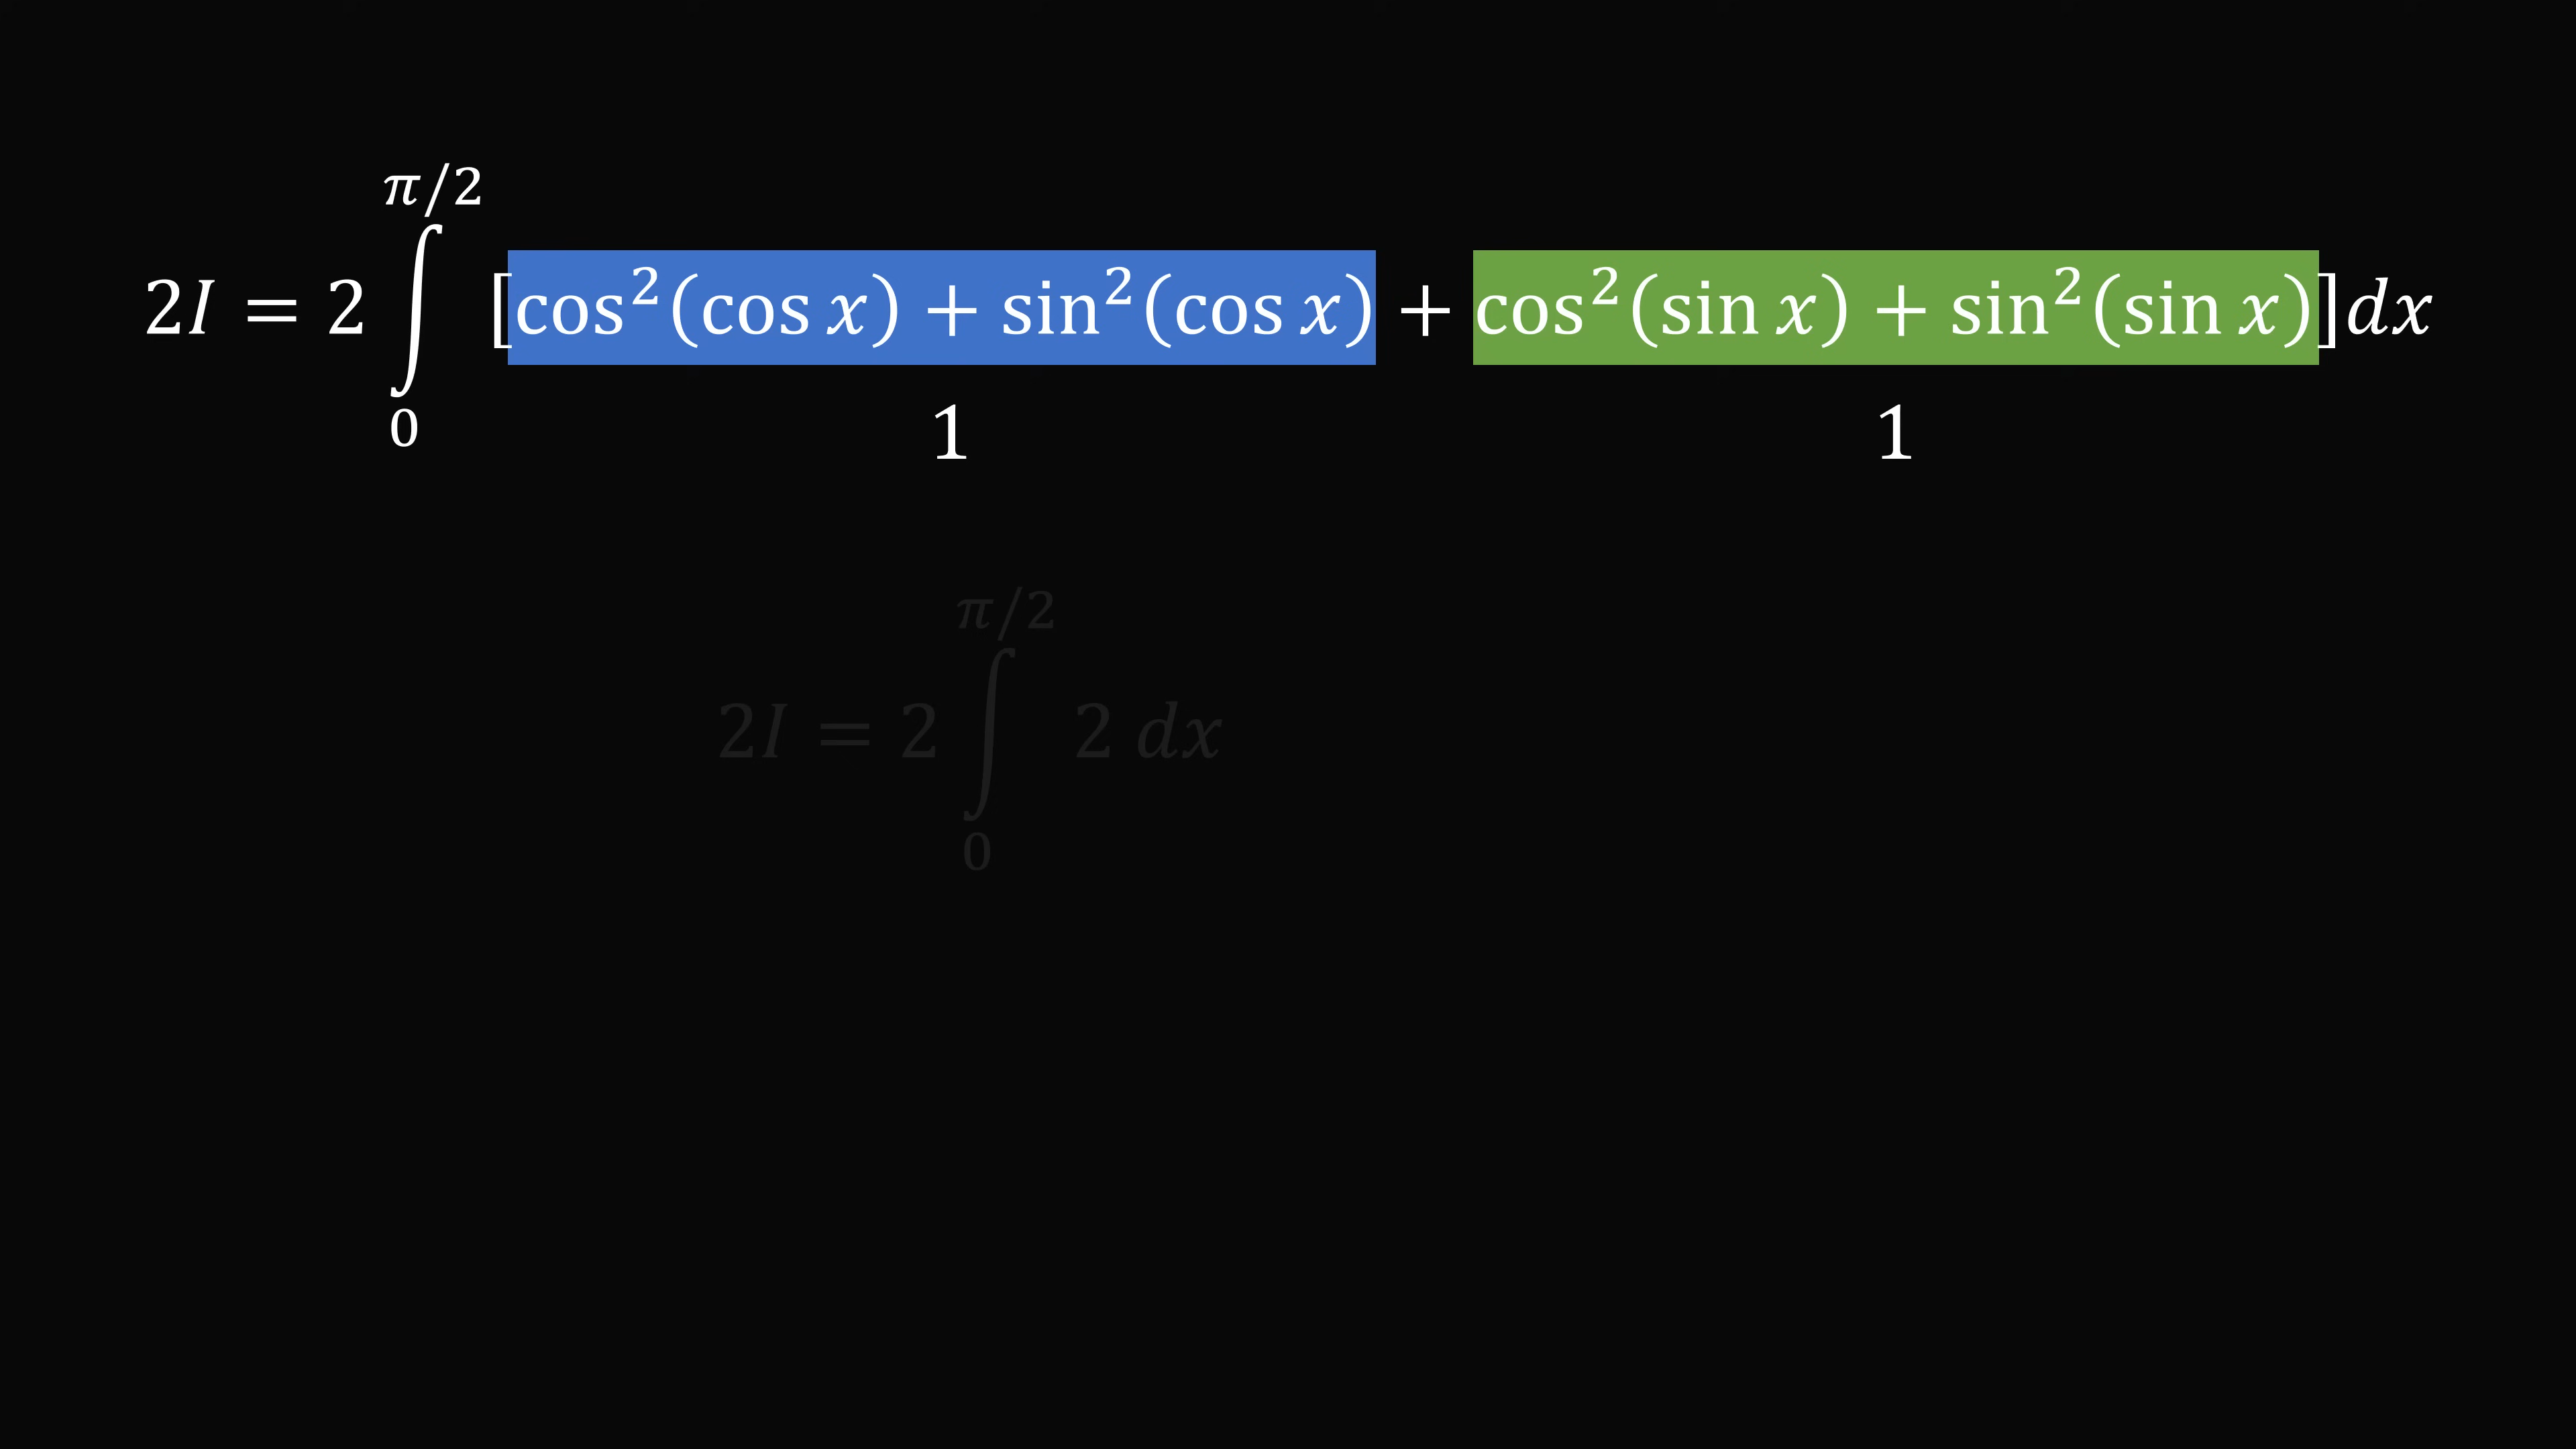 2I = 2 ∫₀^{π/2} [cos²(cos x) + sin²(cos x) + cos²(sin x) + sin²(sin x)]dx
1 1
2I = 2 ∫₀^{π/2} 2 dx